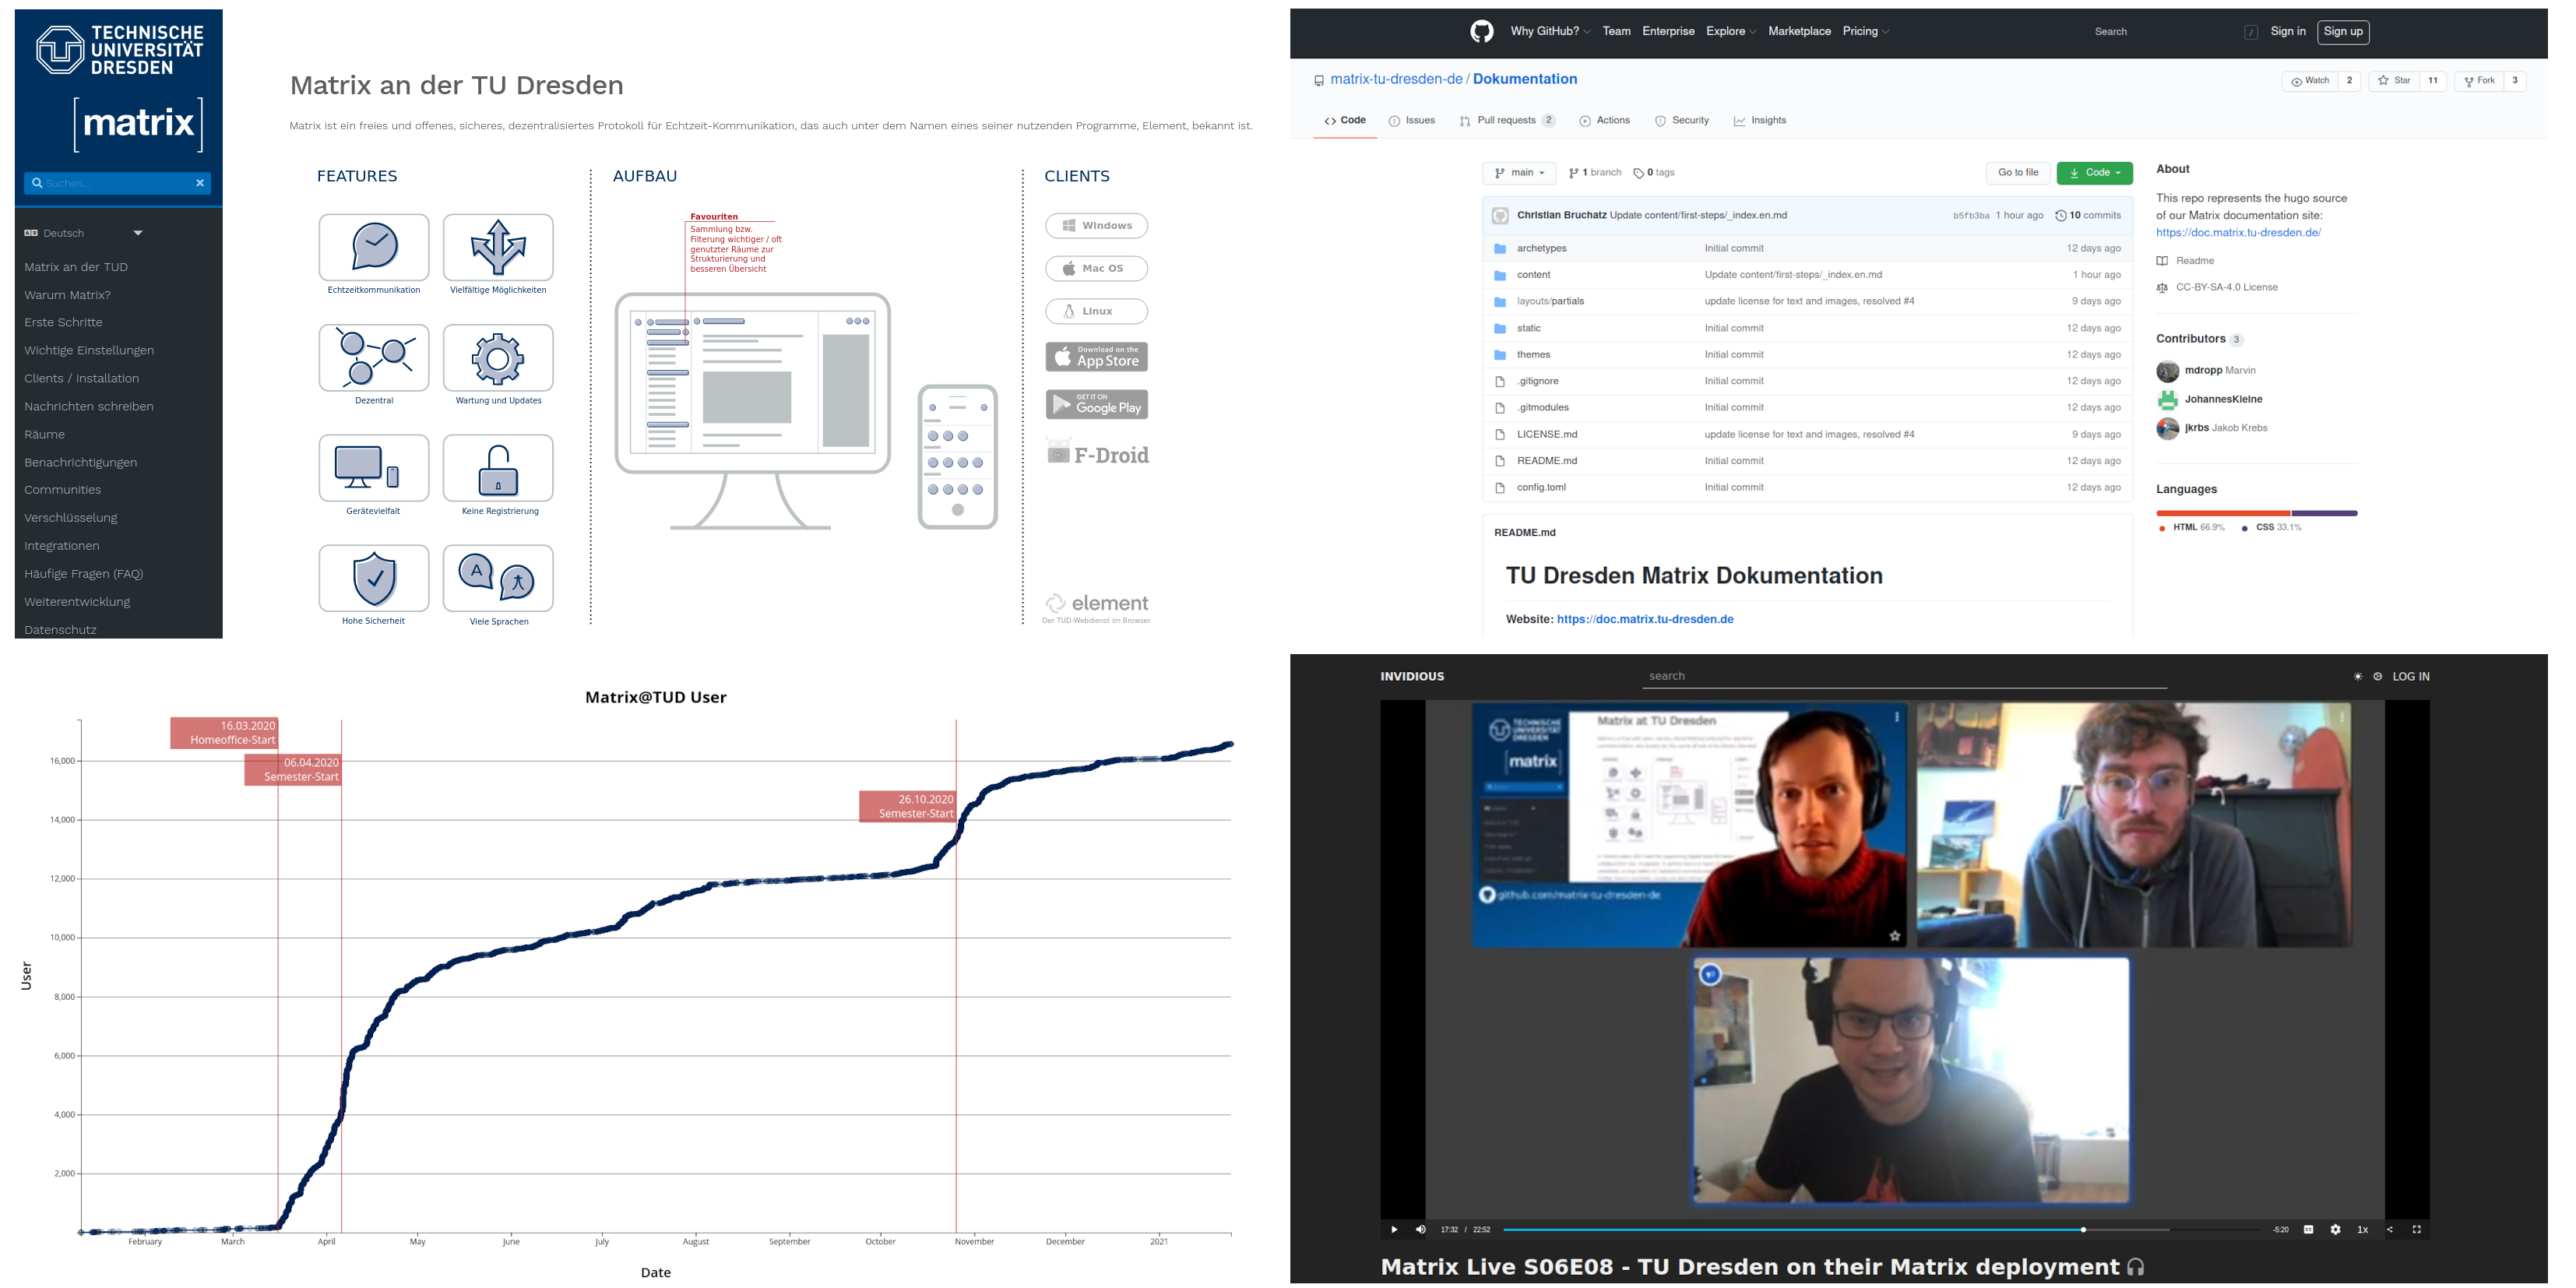 TECHNISCHE
UNIVERSITÄT
DRESDEN
[matrix]
Suchen...
Deutsch
Matrix an der TUD
Warum Matrix?
Erste Schritte
Wichtige Einstellungen
Clients / Installation
Nachrichten schreiben
Räume
Benachrichtigungen
Communities
Verschlüsselung
Integrationen
Häufige Fragen (FAQ)
Weiterentwicklung
Datenschutz
Matrix an der TU Dresden
Matrix ist ein freies und offenes, sicheres, dezentralisiertes Protokoll für Echtzeit-Kommunikation, das auch unter dem Namen eines seiner nutzenden Programme, Element, bekannt ist.
FEATURES
Echtzeitkommunikation
Vielfältige Möglichkeiten
Dezentral
Wartung und Updates
Gerätevielfalt
Keine Registrierung
Hohe Sicherheit
A
Viele Sprachen
AUFBAU
Favouriten
Sammlung bzw.
Filterung wichtiger / oft
genutzter Räume zur
Strukturierung und
besseren Übersicht
CLIENTS
Windows
Mac OS
Linux
Download on the
App Store
GET IT ON
Google Play
F-Droid
element
Der TUD-Webdienst im Browser
Why GitHub? Team Enterprise Explore Marketplace Pricing Search / Sign in Sign up
matrix-tu-dresden-de / Dokumentation
Watch 2 Star 11 Fork 3
Code Issues Pull requests 2 Actions Security Insights
main 1 branch 0 tags Go to file Code
Christian Bruchatz Update content/first-steps/_index.en.md b5fb3ba 1 hour ago 10 commits
archetypes Initial commit 12 days ago
content Update content/first-steps/_index.en.md 1 hour ago
layouts/partials update license for text and images, resolved #4 9 days ago
static Initial commit 12 days ago
themes Initial commit 12 days ago
.gitignore Initial commit 12 days ago
.gitmodules Initial commit 12 days ago
LICENSE.md update license for text and images, resolved #4 9 days ago
README.md Initial commit 12 days ago
config.toml Initial commit 12 days ago
README.md
TU Dresden Matrix Dokumentation
Website: https://doc.matrix.tu-dresden.de
About
This repo represents the hugo source
of our Matrix documentation site:
https://doc.matrix.tu-dresden.de/
Readme
CC-BY-SA-4.0 License
Contributors 3
mdropp Marvin
JohannesKleine
jkrbs Jakob Krebs
Languages
HTML 66.9% CSS 33.1%
Matrix@TUD User
16.03.2020
Homeoffice-Start
06.04.2020
Semester-Start
26.10.2020
Semester-Start
User
16,000
14,000
12,000
10,000
8,000
6,000
4,000
2,000
February March April May June July August September October November December 2021
Date
INVIDIOUS search LOG IN
TECHNISCHE
UNIVERSITÄT
DRESDEN
[matrix]
Matrix at TU Dresden
github.com/matrix-tu-dresden-de
17:32 / 22:52 -5:20 1x
Matrix Live S06E08 - TU Dresden on their Matrix deployment